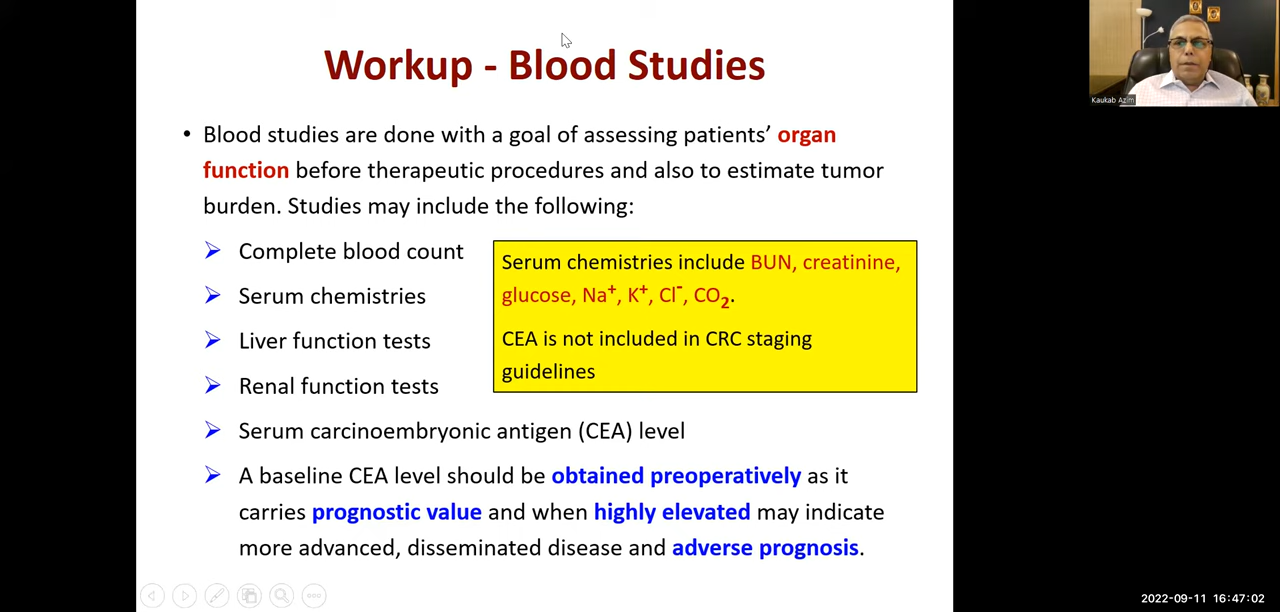 Workup - Blood Studies
• Blood studies are done with a goal of assessing patients’ organ
function before therapeutic procedures and also to estimate tumor
burden. Studies may include the following:
➢ Complete blood count
➢ Serum chemistries
➢ Liver function tests
➢ Renal function tests
Serum chemistries include BUN, creatinine,
glucose, Na⁺, K⁺, Cl⁻, CO₂.
CEA is not included in CRC staging
guidelines
➢ Serum carcinoembryonic antigen (CEA) level
➢ A baseline CEA level should be obtained preoperatively as it
carries prognostic value and when highly elevated may indicate
more advanced, disseminated disease and adverse prognosis.
Kaukab Azim
2022-09-11 16:47:02